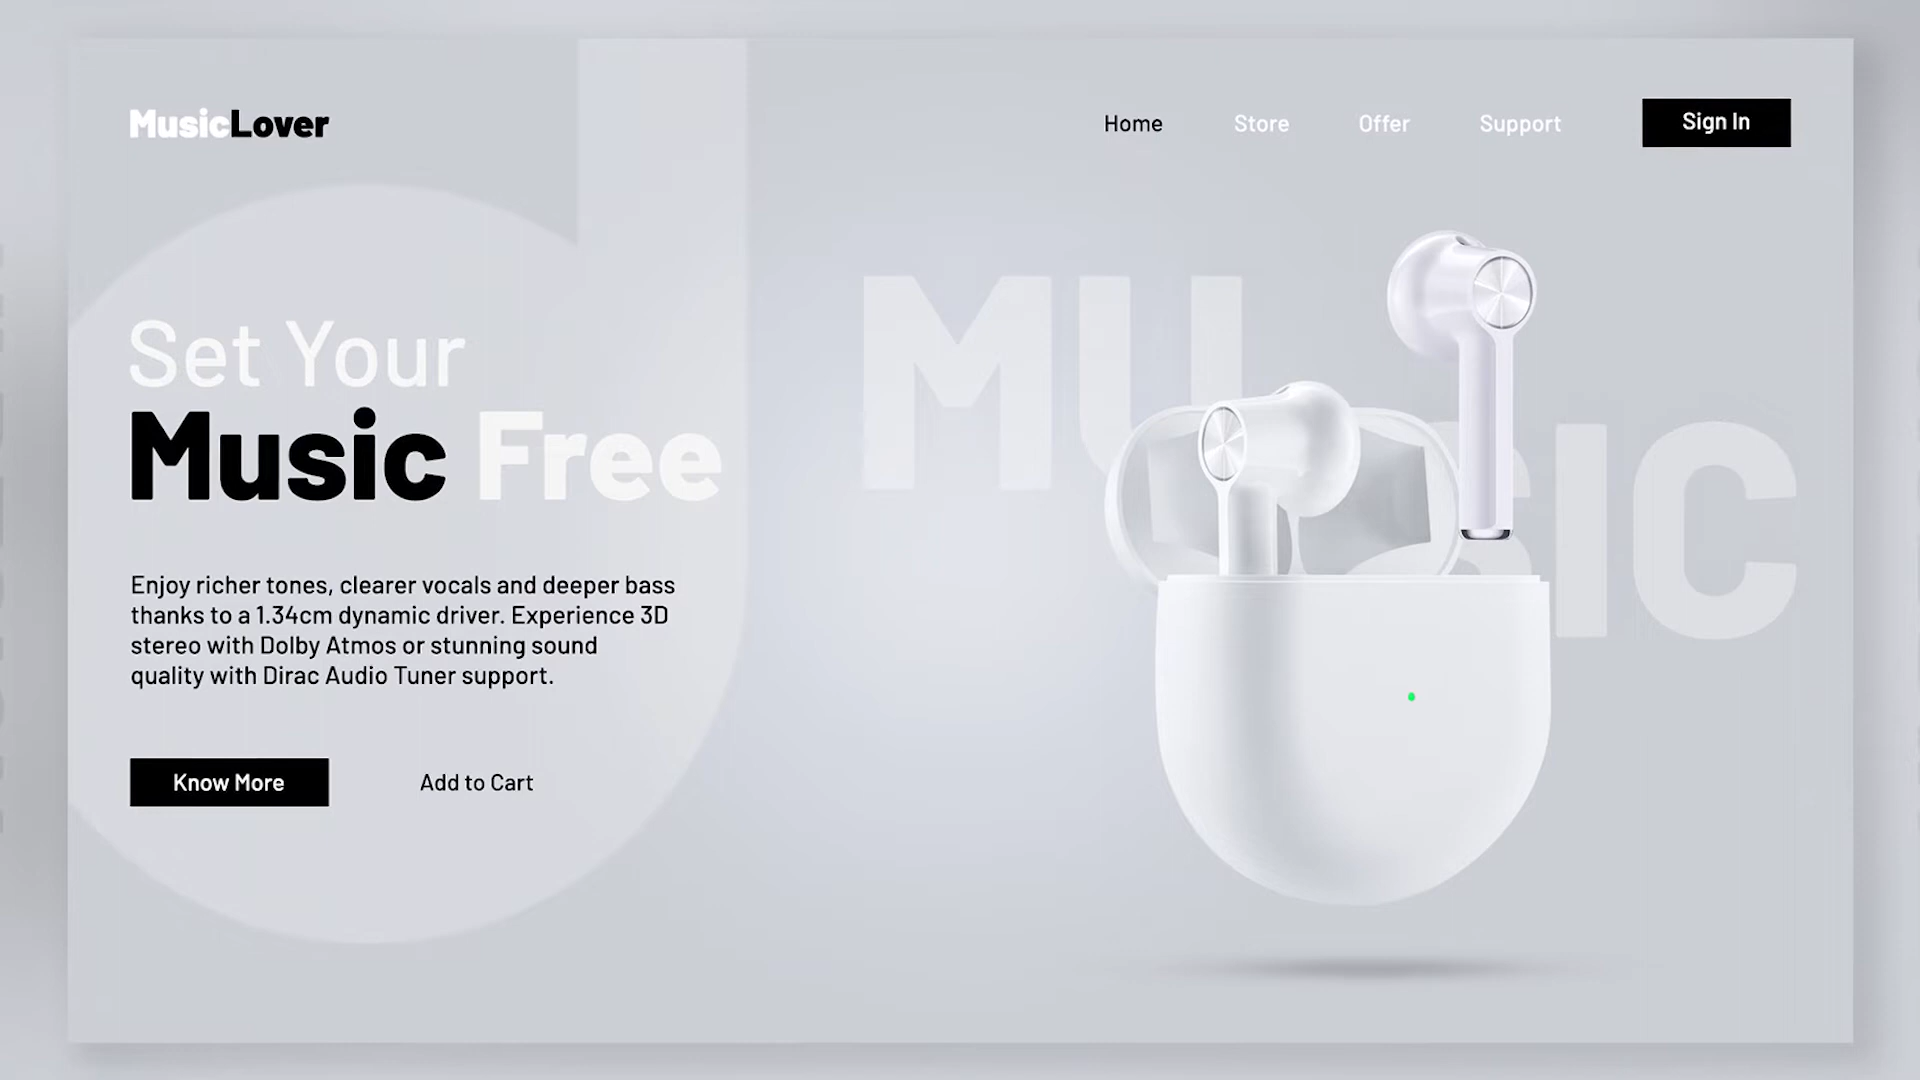 MusicLover
Home Store Offer Support Sign In
Set Your
Music Free
MU
SIC
Enjoy richer tones, clearer vocals and deeper bass
thanks to a 1.34cm dynamic driver. Experience 3D
stereo with Dolby Atmos or stunning sound
quality with Dirac Audio Tuner support.
Know More Add to Cart
d